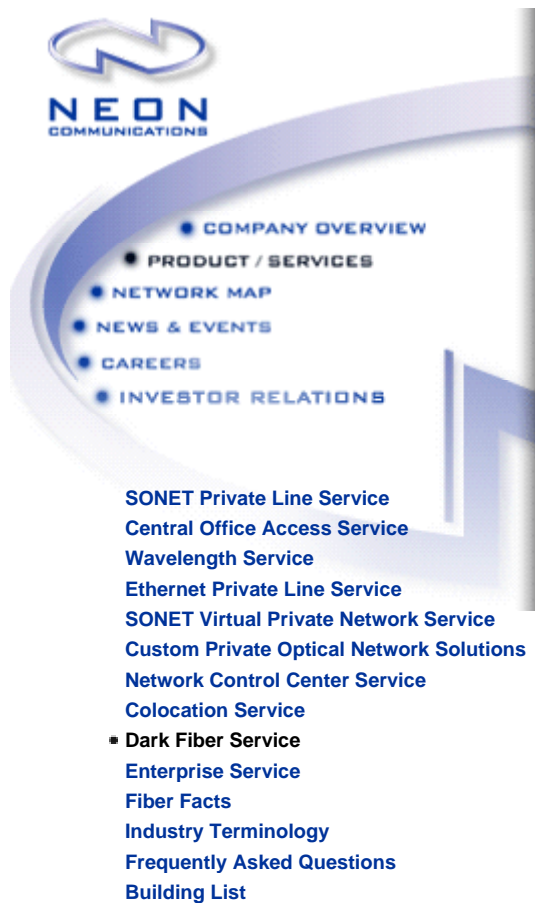 NEON
COMMUNICATIONS
COMPANY OVERVIEW
PRODUCT / SERVICES
NETWORK MAP
NEWS & EVENTS
CAREERS
INVESTOR RELATIONS
SONET Private Line Service
Central Office Access Service
Wavelength Service
Ethernet Private Line Service
SONET Virtual Private Network Service
Custom Private Optical Network Solutions
Network Control Center Service
Colocation Service
Dark Fiber Service
Enterprise Service
Fiber Facts
Industry Terminology
Frequently Asked Questions
Building List